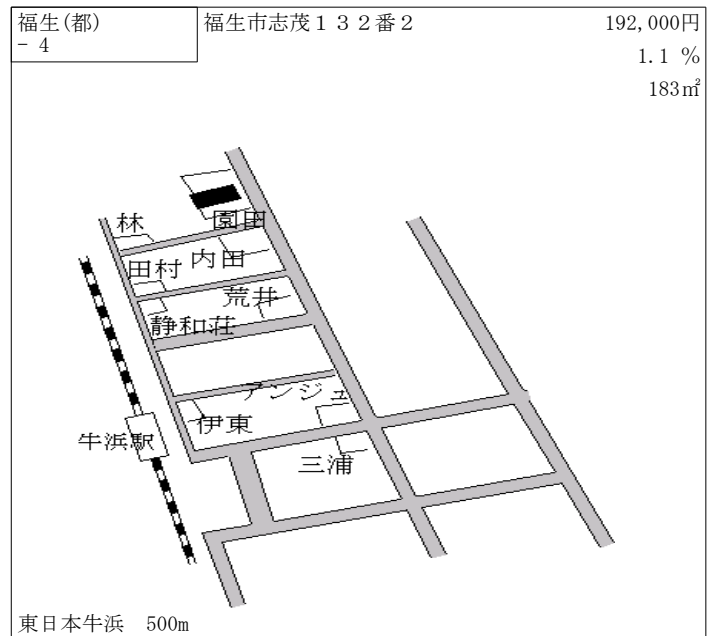 福生(都)
- 4
福生市志茂１３２番２
192,000円
1.1 %
183㎡
林
園田
内田
田村
荒井
静和荘
アンジュ
伊東
牛浜駅
三浦
東日本牛浜　500m